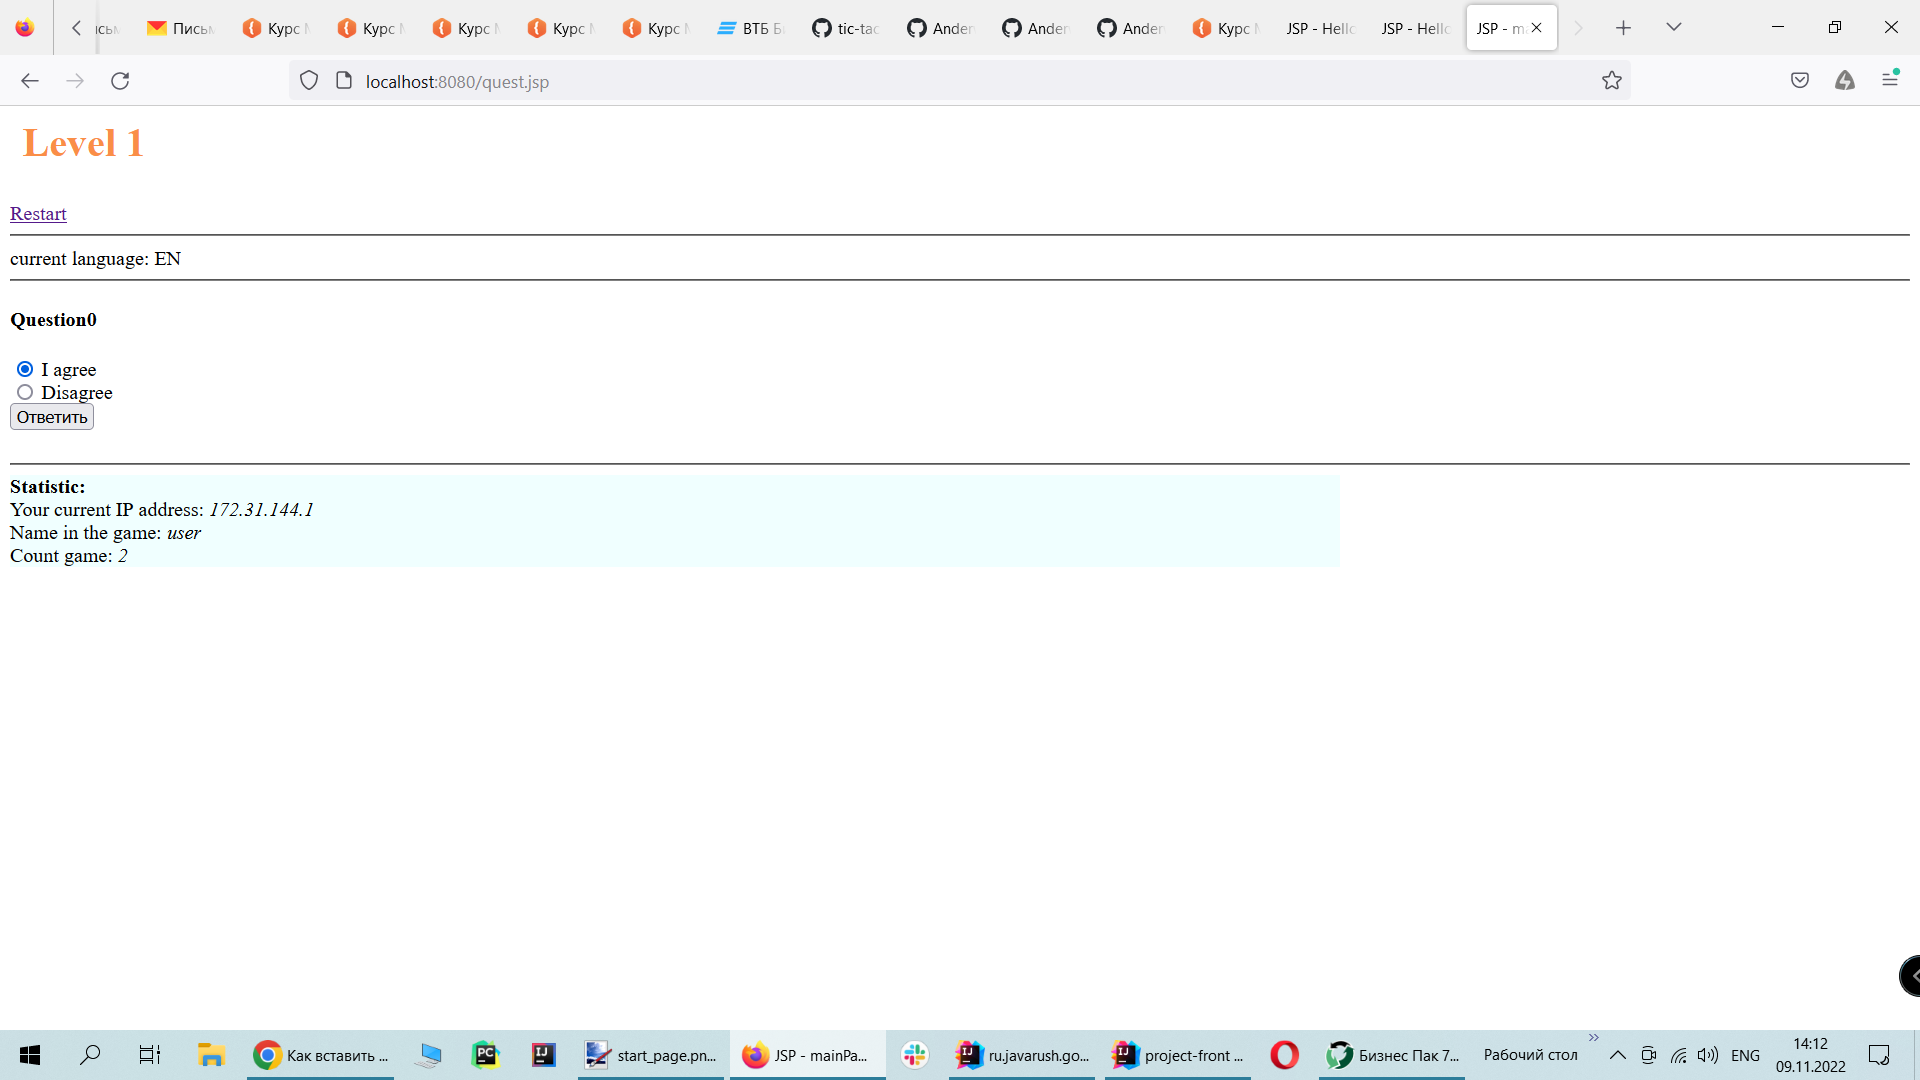 Письм
Курс
Курс
Курс
Курс
Курс
ВТБ Б
tic-tac
Ander
Ander
Ander
Курс
JSP - Hello
JSP - Hello
JSP - m
localhost:8080/quest.jsp
Level 1
Restart
current language: EN
Question0
I agree
Disagree
Ответить
Statistic:
Your current IP address: 172.31.144.1
Name in the game: user
Count game: 2
Как вставить ...
start_page.pn...
JSP - mainPa...
ru.javarush.go...
project-front ...
Бизнес Пак 7...
Рабочий стол
ENG
14:12
09.11.2022